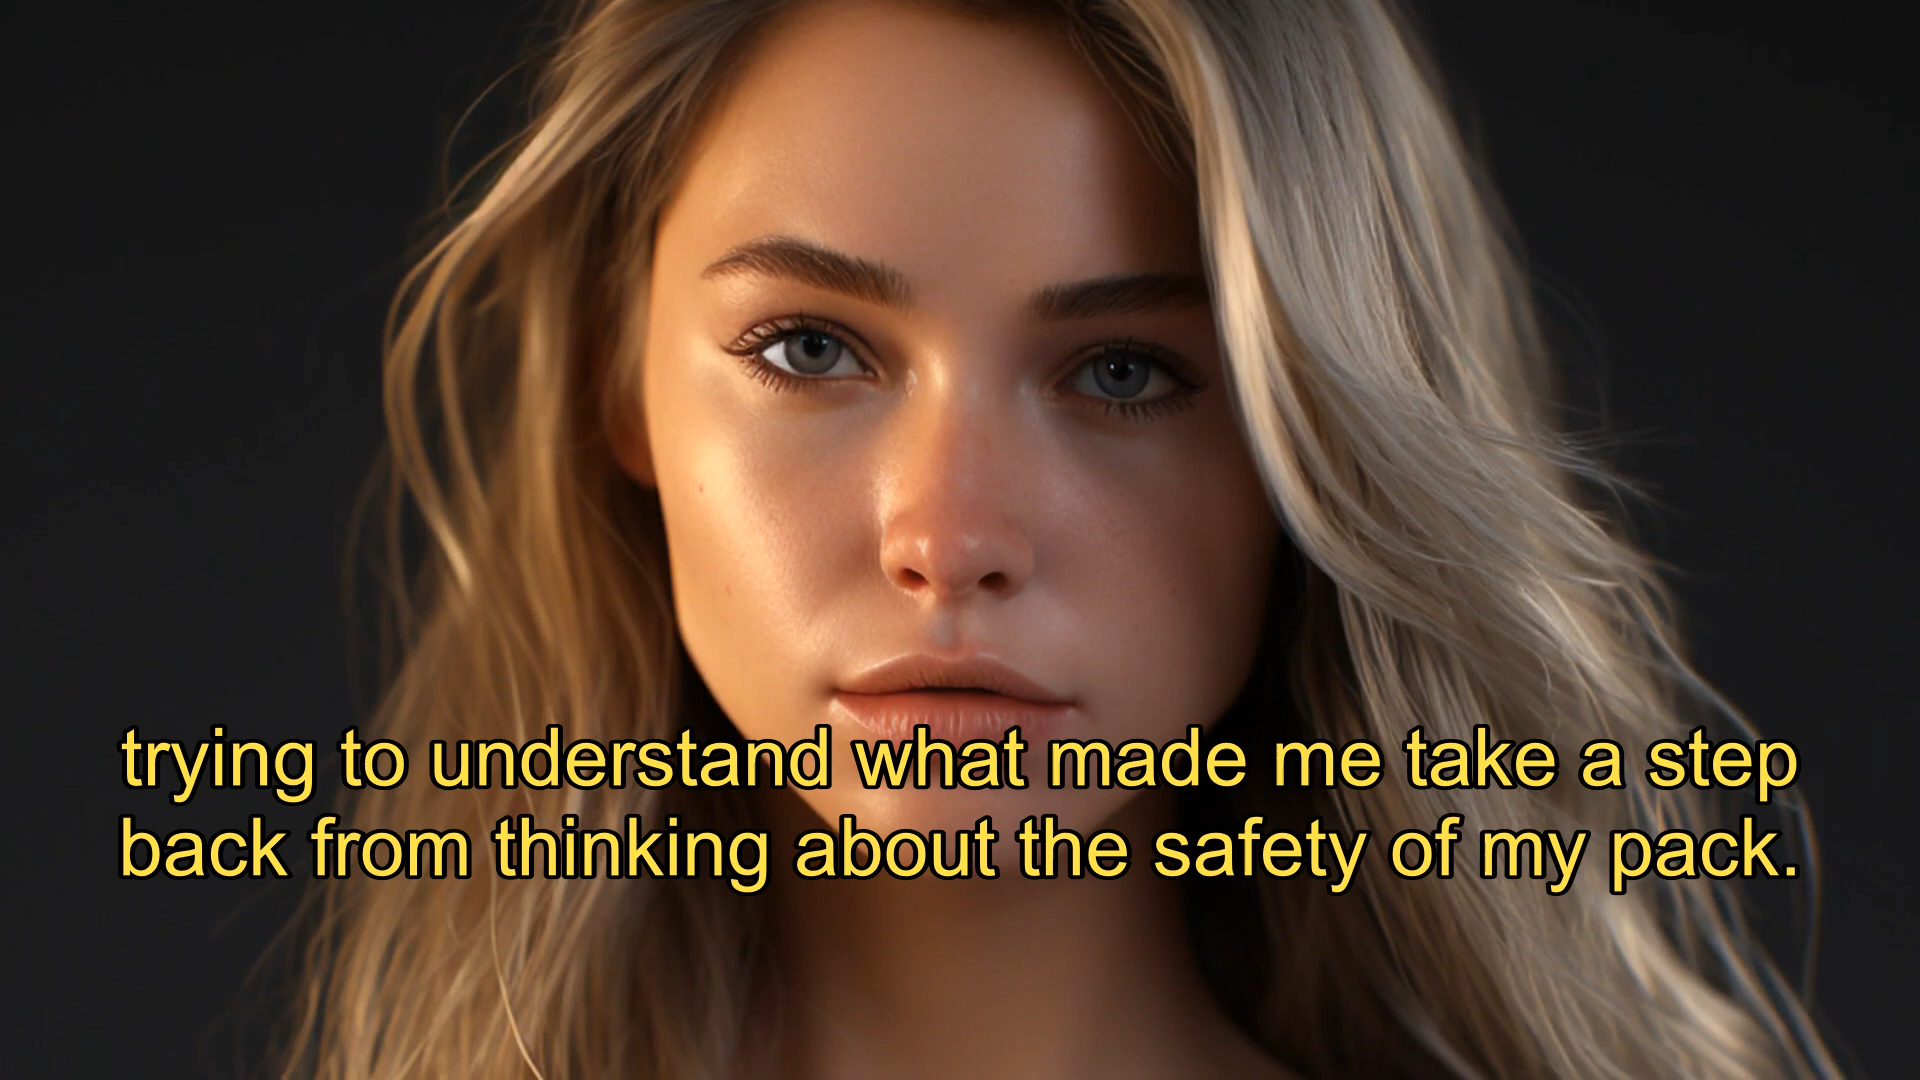 trying to understand what made me take a step
back from thinking about the safety of my pack.